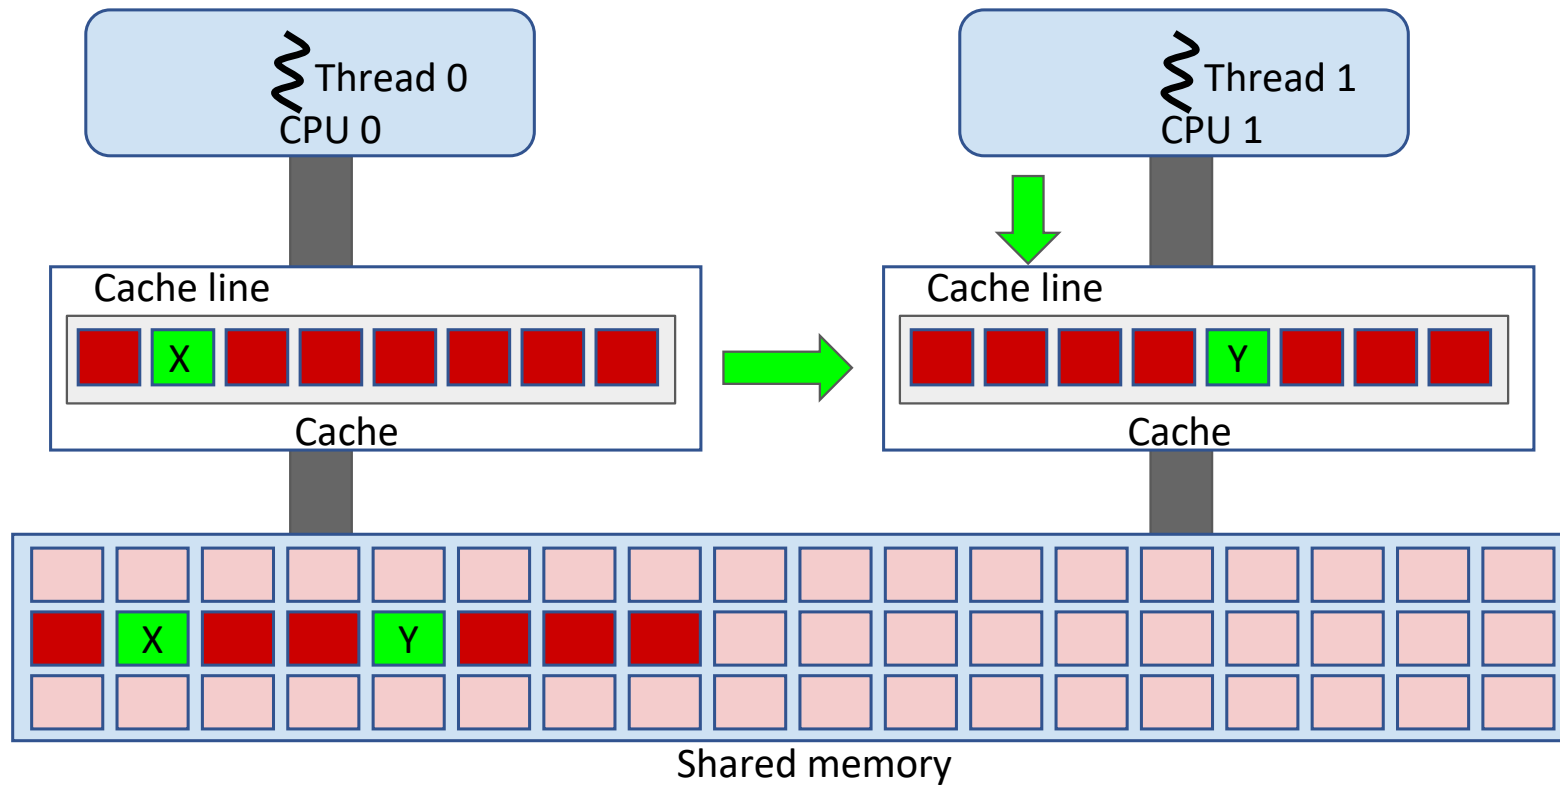 Thread 0
CPU 0
Thread 1
CPU 1
Cache line
X
Cache
Cache line
Y
Cache
X
Y
Shared memory